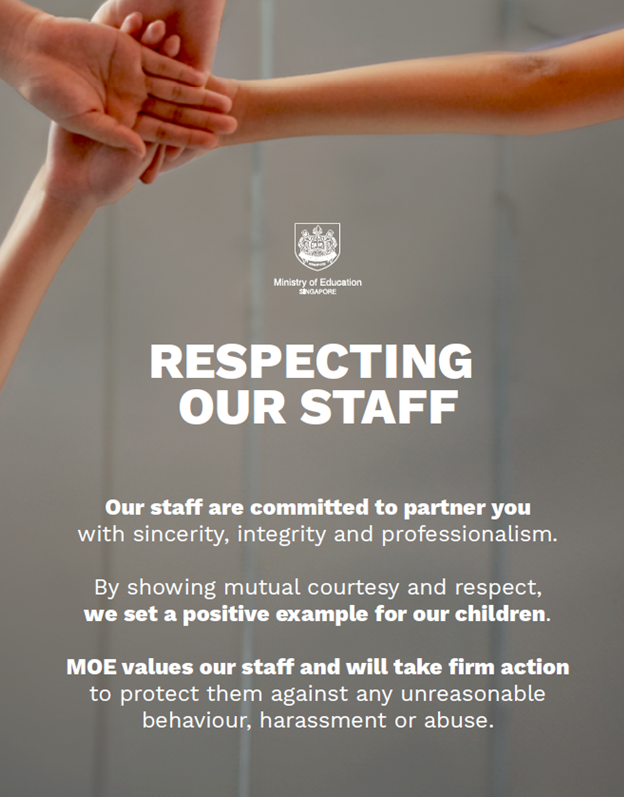 Ministry of Education
SINGAPORE
RESPECTING
OUR STAFF
Our staff are committed to partner you
with sincerity, integrity and professionalism.
By showing mutual courtesy and respect,
we set a positive example for our children.
MOE values our staff and will take firm action
to protect them against any unreasonable
behaviour, harassment or abuse.